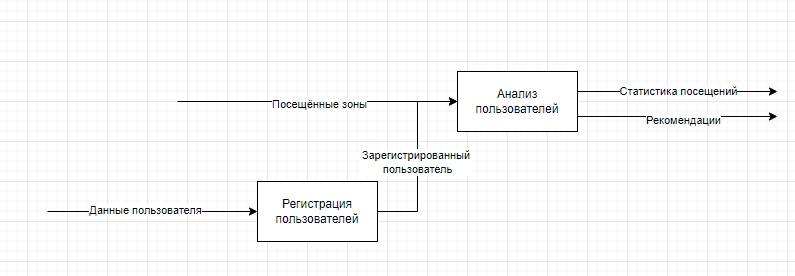 Анализ
пользователей
Статистика посещений
Посещённые зоны
Рекомендации
Зарегистрированный
пользователь
Регистрация
пользователей
Данные пользователя